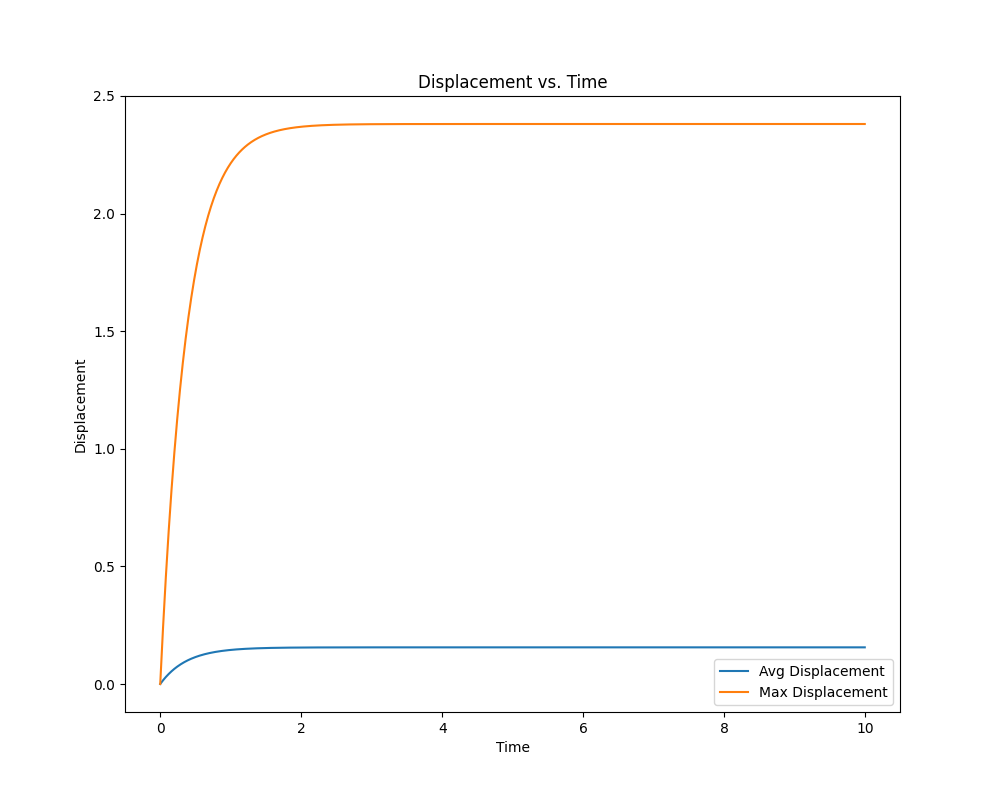 Displacement vs. Time
2.5
2.0
1.5
1.0
0.5
0.0
Displacement
0 2 4 6 8 10
Time
Avg Displacement
Max Displacement